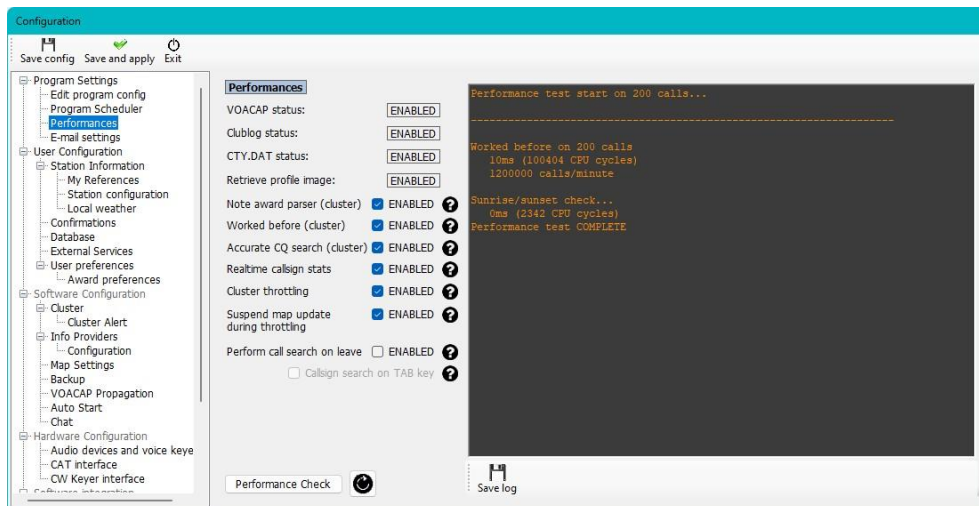 Configuration
Save config Save and apply Exit
Program Settings
Edit program config
Program Scheduler
Performances
E-mail settings
User Configuration
Station Information
My References
Station configuration
Local weather
Confirmations
Database
External Services
User preferences
Award preferences
Software Configuration
Cluster
Cluster Alert
Info Providers
Configuration
Map Settings
Backup
VOACAP Propagation
Auto Start
Chat
Hardware Configuration
Audio devices and voice keye
CAT interface
CW Keyer interface
Software integration
Performances
VOACAP status: ENABLED
Clublog status: ENABLED
CTY.DAT status: ENABLED
Retrieve profile image: ENABLED
Note award parser (cluster) ENABLED ?
Worked before (cluster) ENABLED ?
Accurate CQ search (cluster) ENABLED ?
Realtime callsign stats ENABLED ?
Cluster throttling ENABLED ?
Suspend map update ENABLED ?
during throttling
Perform call search on leave ENABLED ?
Callsign search on TAB key ?
Performance Check
Performance test start on 200 calls...
----------------------------------------------------------------------
Worked before on 200 calls
10ms (100404 CPU cycles)
1200000 calls/minute
Sunrise/sunset check...
0ms (2342 CPU cycles)
Performance test COMPLETE
Save log